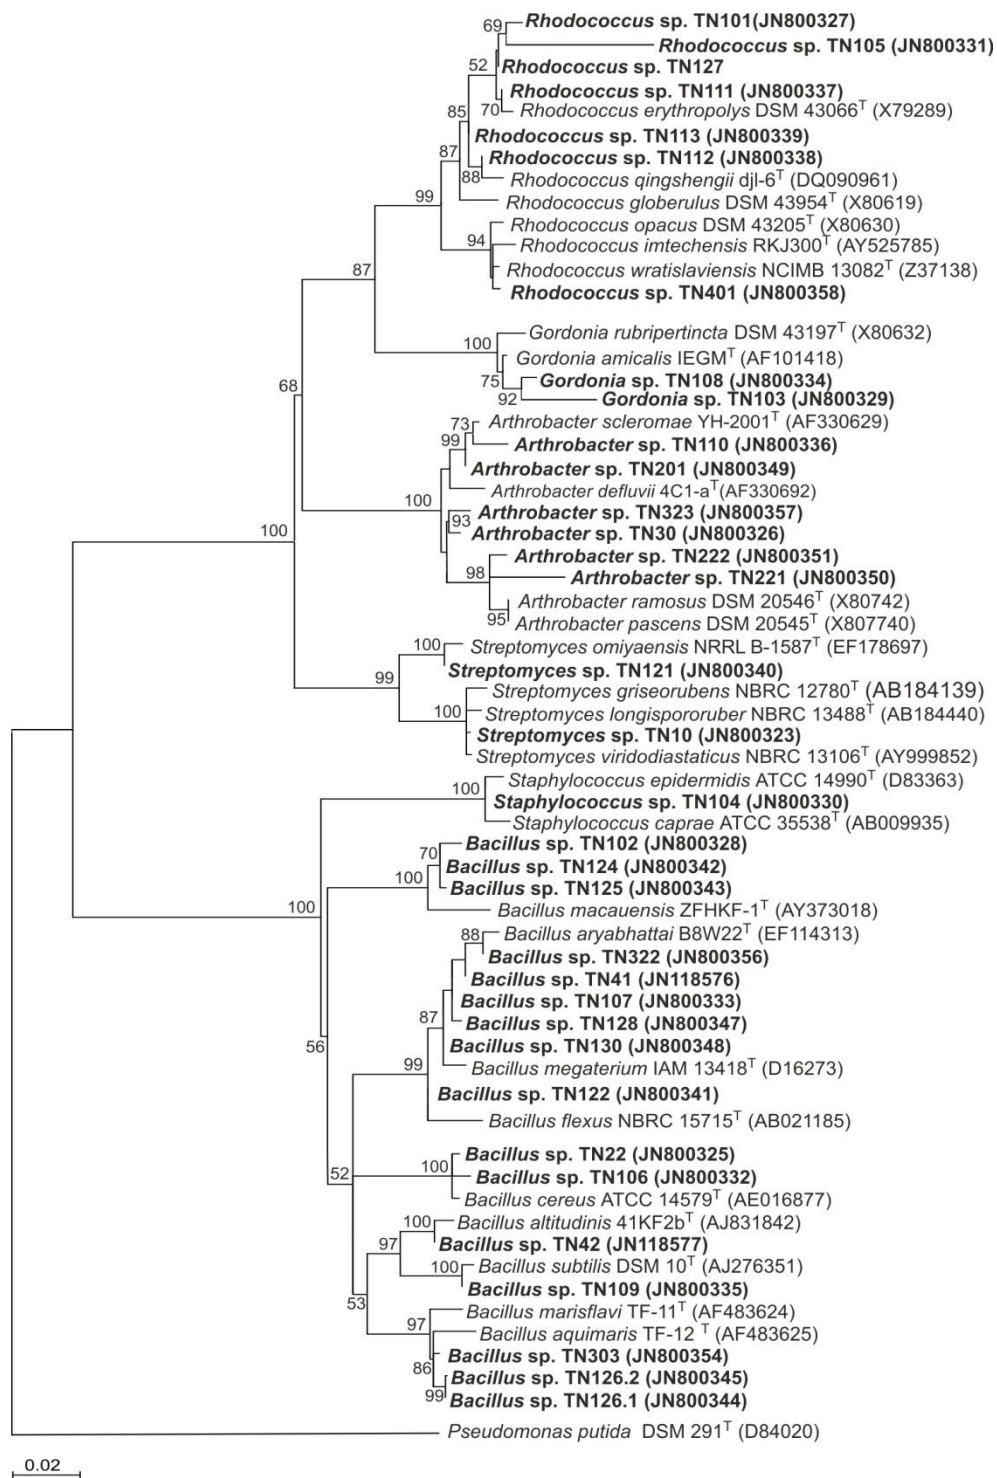 69
Rhodococcus sp. TN101(JN800327)
Rhodococcus sp. TN105 (JN800331)
52
Rhodococcus sp. TN127
Rhodococcus sp. TN111 (JN800337)
70
Rhodococcus erythropolys DSM 43066T (X79289)
85
Rhodococcus sp. TN113 (JN800339)
87
Rhodococcus sp. TN112 (JN800338)
88
Rhodococcus qingshengii djl-6T (DQ090961)
99
Rhodococcus globerulus DSM 43954T (X80619)
Rhodococcus opacus DSM 43205T (X80630)
94
Rhodococcus imtechensis RKJ300T (AY525785)
87
Rhodococcus wratislaviensis NCIMB 13082T (Z37138)
Rhodococcus sp. TN401 (JN800358)
Gordonia rubripertincta DSM 43197T (X80632)
100
Gordonia amicalis IEGMT (AF101418)
68
75
Gordonia sp. TN108 (JN800334)
92
Gordonia sp. TN103 (JN800329)
73
Arthrobacter scleromae YH-2001T (AF330629)
99
Arthrobacter sp. TN110 (JN800336)
Arthrobacter sp. TN201 (JN800349)
Arthrobacter defluvii 4C1-aT(AF330692)
100
Arthrobacter sp. TN323 (JN800357)
93
100
Arthrobacter sp. TN30 (JN800326)
Arthrobacter sp. TN222 (JN800351)
98
Arthrobacter sp. TN221 (JN800350)
Arthrobacter ramosus DSM 20546T (X80742)
95
Arthrobacter pascens DSM 20545T (X807740)
100
Streptomyces omiyaensis NRRL B-1587T (EF178697)
Streptomyces sp. TN121 (JN800340)
99
Streptomyces griseorubens NBRC 12780T (AB184139)
100
Streptomyces longispororuber NBRC 13488T (AB184440)
Streptomyces sp. TN10 (JN800323)
Streptomyces viridodiastaticus NBRC 13106T (AY999852)
Staphylococcus epidermidis ATCC 14990T (D83363)
100
Staphylococcus sp. TN104 (JN800330)
Staphylococcus caprae ATCC 35538T (AB009935)
Bacillus sp. TN102 (JN800328)
70
Bacillus sp. TN124 (JN800342)
100
Bacillus sp. TN125 (JN800343)
100
Bacillus macauensis ZFHKF-1T (AY373018)
88
Bacillus aryabhattai B8W22T (EF114313)
Bacillus sp. TN322 (JN800356)
Bacillus sp. TN41 (JN118576)
Bacillus sp. TN107 (JN800333)
87
Bacillus sp. TN128 (JN800347)
56
Bacillus sp. TN130 (JN800348)
99
Bacillus megaterium IAM 13418T (D16273)
Bacillus sp. TN122 (JN800341)
Bacillus flexus NBRC 15715T (AB021185)
Bacillus sp. TN22 (JN800325)
52
100
Bacillus sp. TN106 (JN800332)
Bacillus cereus ATCC 14579T (AE016877)
100
Bacillus altitudinis 41KF2bT (AJ831842)
97
Bacillus sp. TN42 (JN118577)
100
Bacillus subtilis DSM 10T (AJ276351)
Bacillus sp. TN109 (JN800335)
53
Bacillus marisflavi TF-11T (AF483624)
97
Bacillus aquimaris TF-12 T (AF483625)
Bacillus sp. TN303 (JN800354)
86
Bacillus sp. TN126.2 (JN800345)
99
Bacillus sp. TN126.1 (JN800344)
Pseudomonas putida DSM 291T (D84020)
0.02